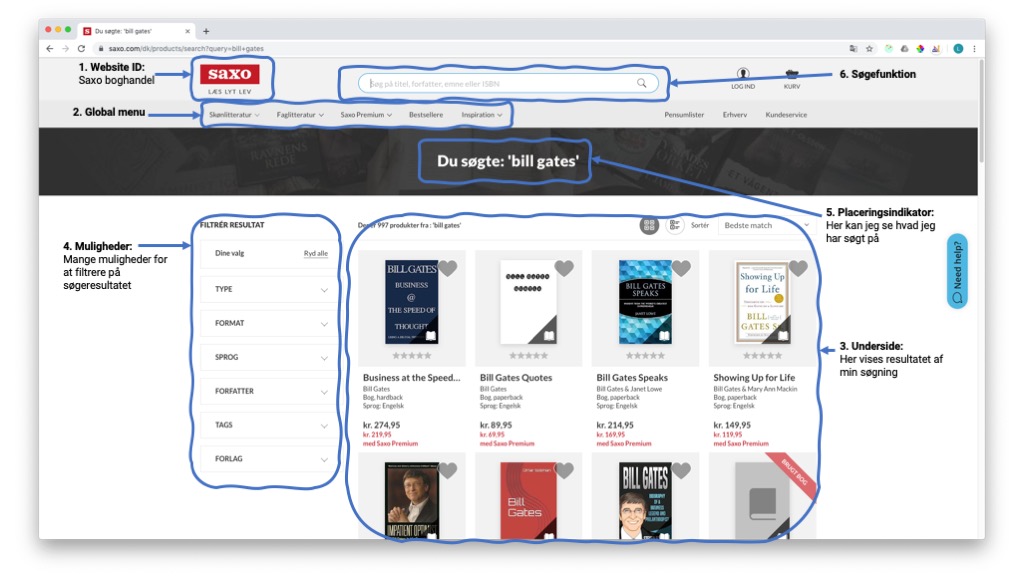 Du søgte: 'bill gates'
saxo.com/dk/products/search?query=bill+gates
1. Website ID:
Saxo boghandel
saxo
LÆS LYT LEV
Søg på titel, forfatter, emne eller ISBN
LOG IND
KURV
6. Søgefunktion
2. Global menu
Skønlitteratur
Faglitteratur
Saxo Premium
Bestsellere
Inspiration
Pensumlister
Erhverv
Kundeservice
Du søgte: 'bill gates'
5. Placeringsindikator:
Her kan jeg se hvad jeg
har søgt på
4. Muligheder:
Mange muligheder for
at filtrere på
søgeresultatet
FILTRÉR RESULTAT
Dine valg
Ryd alle
TYPE
FORMAT
SPROG
FORFATTER
TAGS
FORLAG
997 produkter fra : 'bill gates'
Sortér
Bedste match
Need help?
BILL GATES
BUSINESS
@
THE SPEED OF
THOUGHT
BILL GATES
SPEAKS
JANET LOWE
Showing Up
for Life
BILL
GATES
Business at the Speed...
Bill Gates
Bog, hardback
Sprog: Engelsk
kr. 274,95
kr. 219,95
med Saxo Premium
Bill Gates Quotes
Bill Gates
Bog, paperback
Sprog: Engelsk
kr. 89,95
kr. 69,95
med Saxo Premium
Bill Gates Speaks
Bill Gates & Janet Lowe
Bog, paperback
Sprog: Engelsk
kr. 214,95
kr. 169,95
med Saxo Premium
Showing Up for Life
Bill Gates & Mary Ann Mackin
Bog, paperback
Sprog: Engelsk
kr. 149,95
kr. 119,95
med Saxo Premium
3. Underside:
Her vises resultatet af
min søgning
IMPATIENT
Bill
Gates
BILL GATES
BIOGRAPHY
OF A
BUSINESS
LEGEND AND
PHILANTHROPIST
BRUGT BOG